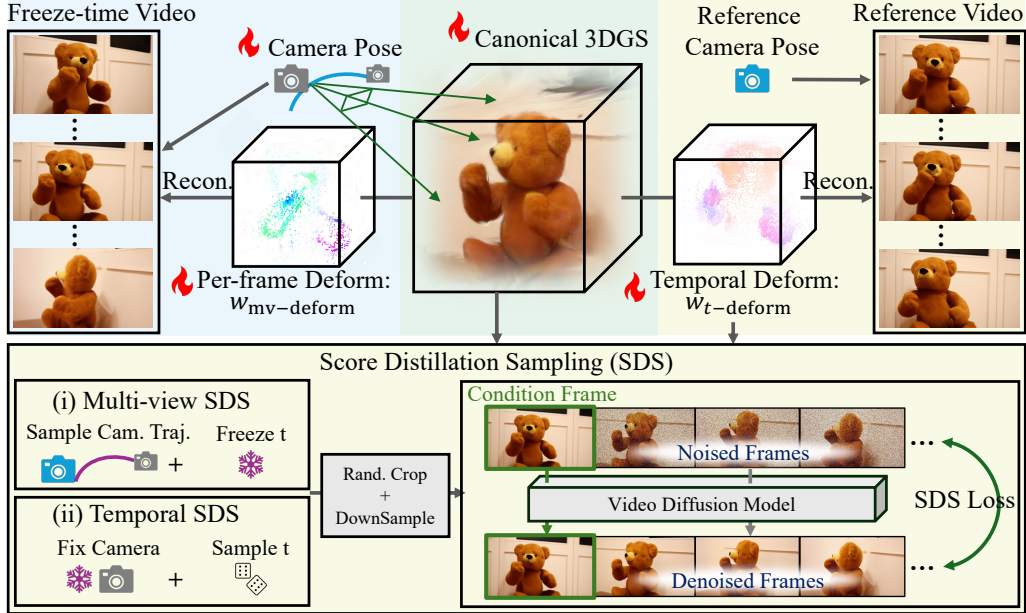 Freeze-time Video
Camera Pose
Canonical 3DGS
Reference
Camera Pose
Reference Video
Recon.
Recon.
Per-frame Deform:
w_mv−deform
Temporal Deform:
w_t−deform
Score Distillation Sampling (SDS)
(i) Multi-view SDS
Sample Cam. Traj.
Freeze t
+
(ii) Temporal SDS
Fix Camera
Sample t
+
Rand. Crop
+
DownSample
Condition Frame
Noised Frames
...
Video Diffusion Model
SDS Loss
Denoised Frames
...